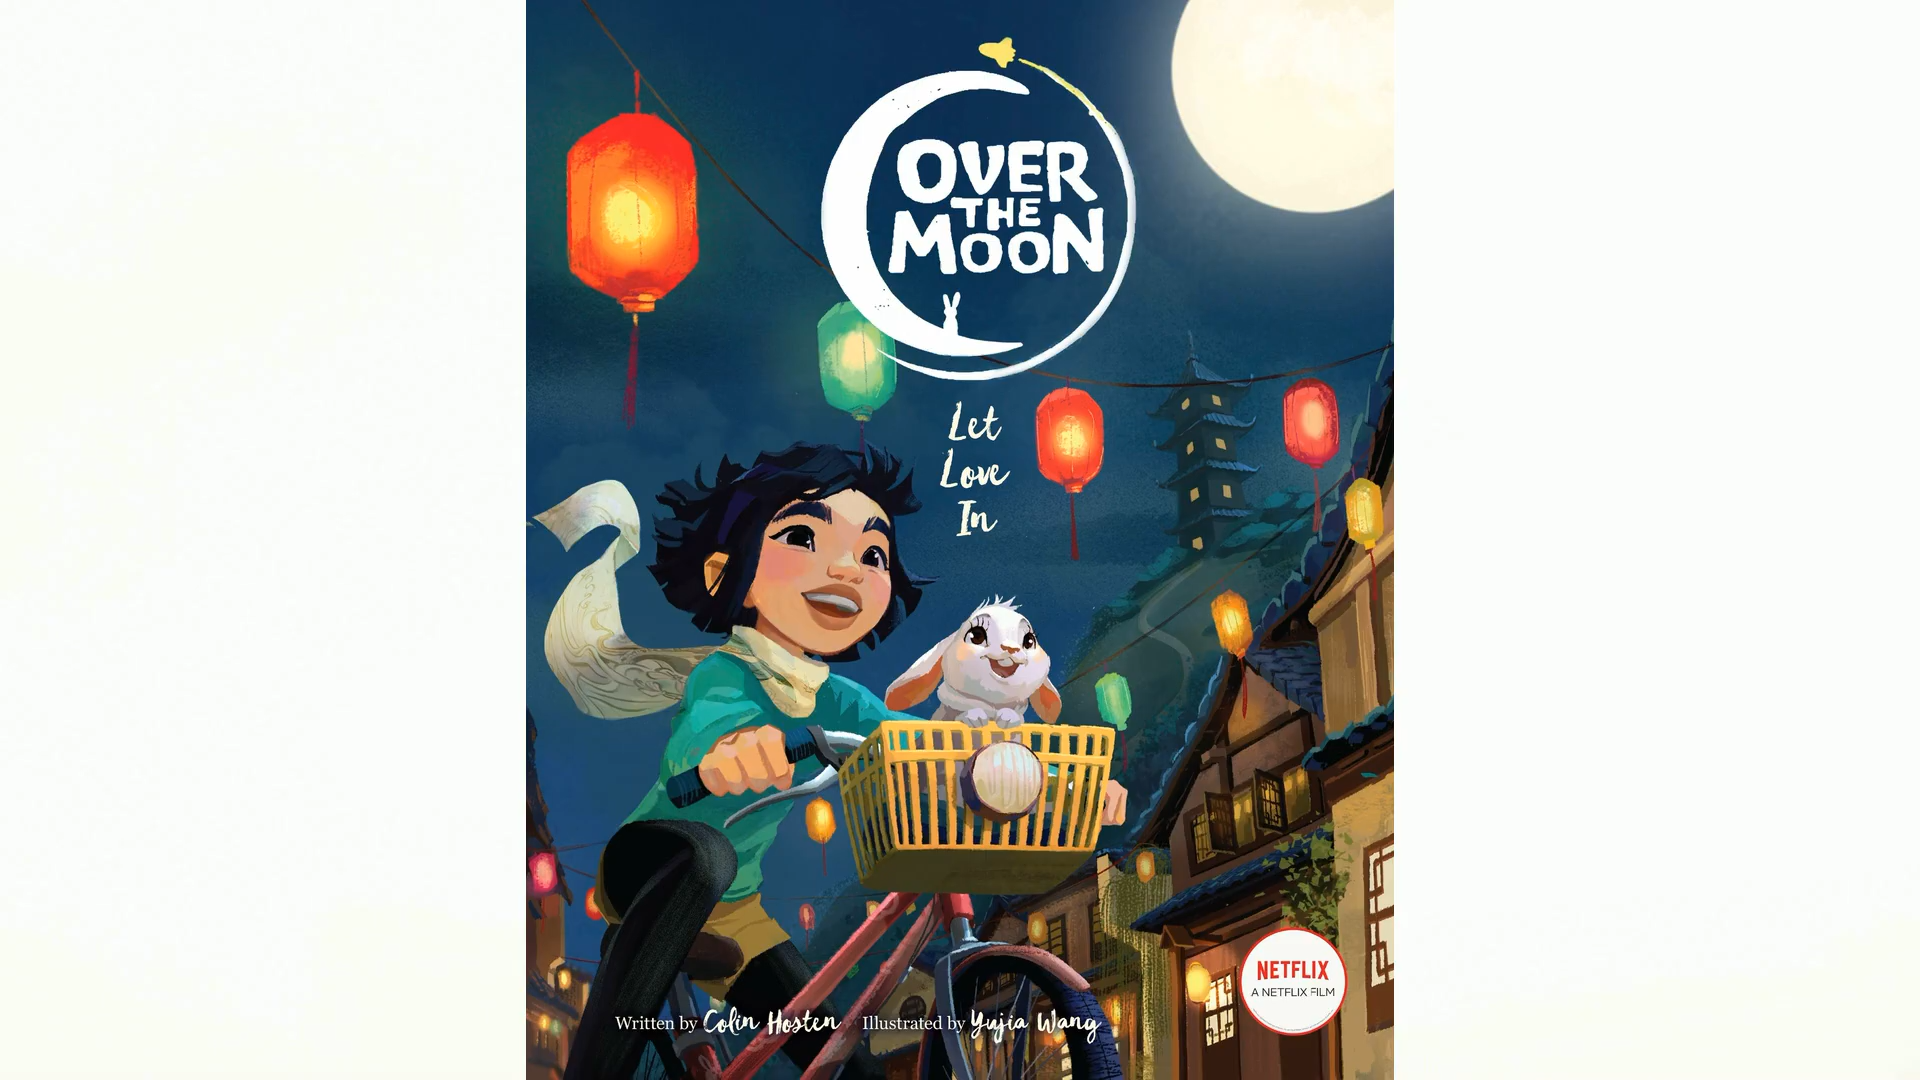 OVER
THE
MOON
Let
Love
In
NETFLIX
A NETFLIX FILM
Written by Colin Hosten Illustrated by Yujia Wang